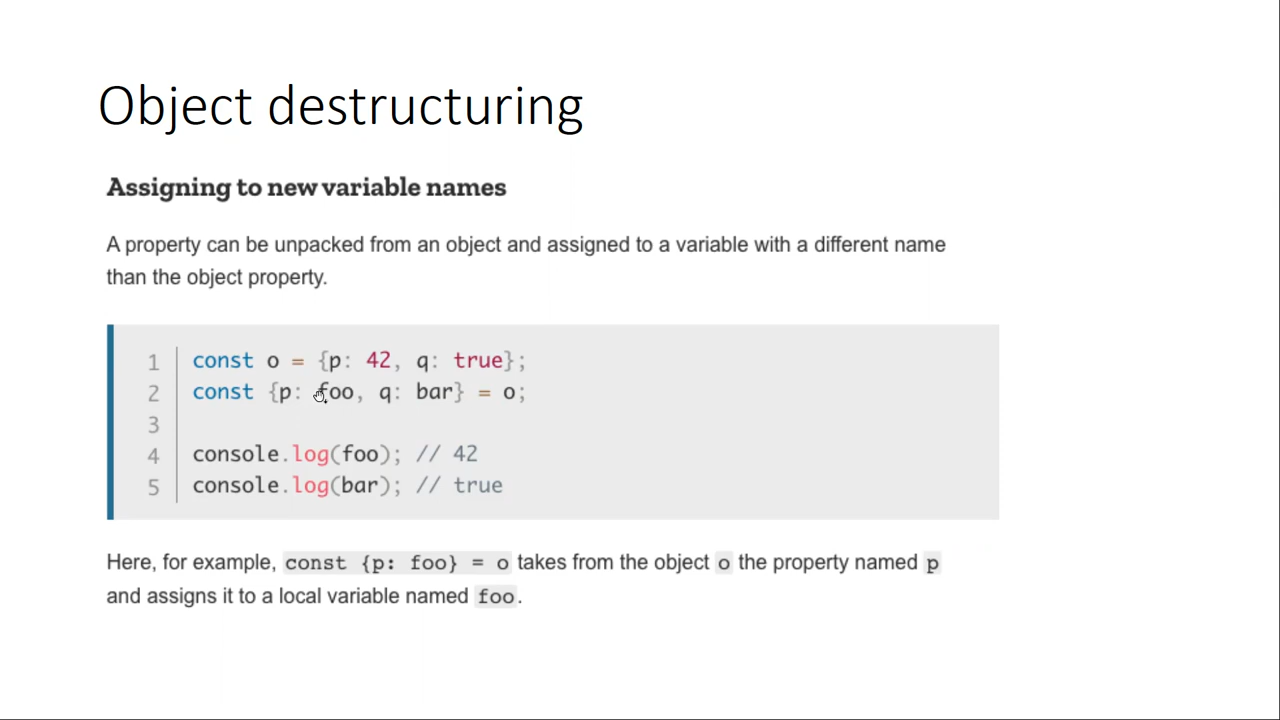 Object destructuring
Assigning to new variable names
A property can be unpacked from an object and assigned to a variable with a different name
than the object property.
1 const o = {p: 42, q: true};
2 const {p: foo, q: bar} = o;
3
4 console.log(foo); // 42
5 console.log(bar); // true
Here, for example, const {p: foo} = o takes from the object o the property named p
and assigns it to a local variable named foo.